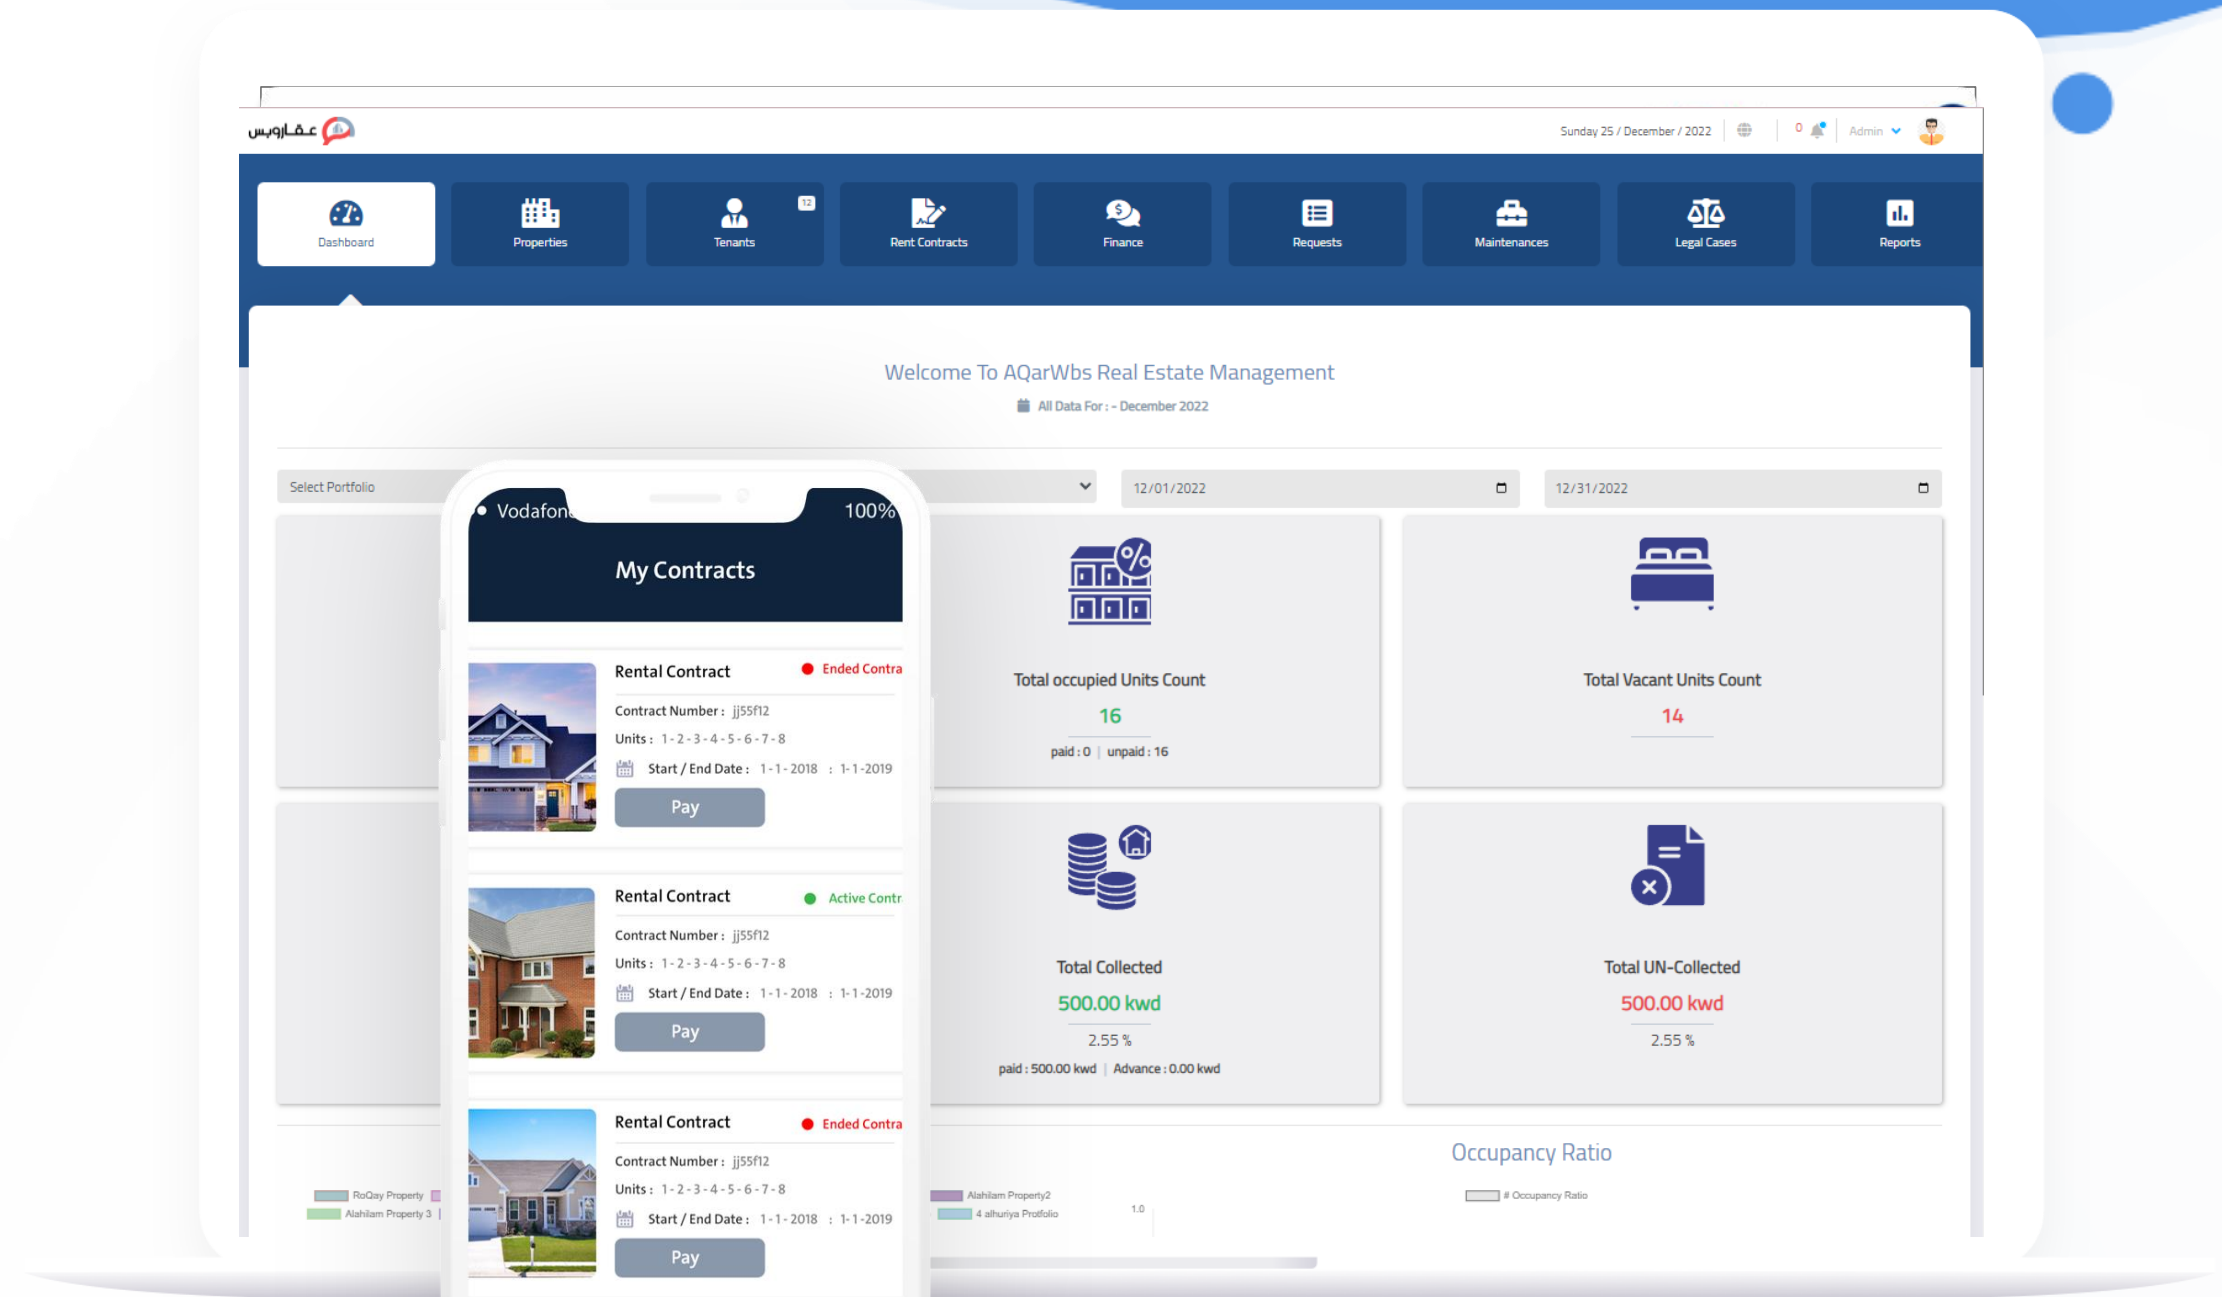 عقاروبس
Sunday 25 / December / 2022
0
Admin
Dashboard
Properties
Tenants
12
Rent Contracts
Finance
Requests
Maintenances
Legal Cases
Reports
Welcome To AQarWbs Real Estate Management
All Data For : - December 2022
Select Portfolio
12/01/2022
12/31/2022
Total occupied Units Count
16
paid : 0 | unpaid : 16
Total Vacant Units Count
14
Total Collected
500.00 kwd
2.55 %
paid : 500.00 kwd | Advance : 0.00 kwd
Total UN-Collected
500.00 kwd
2.55 %
RoQay Property
Alahilam Property 3
Alahilam Property2
4 alhuriya Protfolio
1.0
Occupancy Ratio
# Occupancy Ratio
Vodafone
100%
My Contracts
Rental Contract
Ended Contra
Contract Number : jj55f12
Units : 1 - 2 - 3 - 4 - 5 - 6 - 7 - 8
Start / End Date : 1 - 1 - 2018 : 1- 1 -2019
Pay
Rental Contract
Active Contr
Contract Number : jj55f12
Units : 1 - 2 - 3 - 4 - 5 - 6 - 7 - 8
Start / End Date : 1 - 1 - 2018 : 1- 1 -2019
Pay
Rental Contract
Ended Contra
Contract Number : jj55f12
Units : 1 - 2 - 3 - 4 - 5 - 6 - 7 - 8
Start / End Date : 1 - 1 - 2018 : 1- 1 -2019
Pay